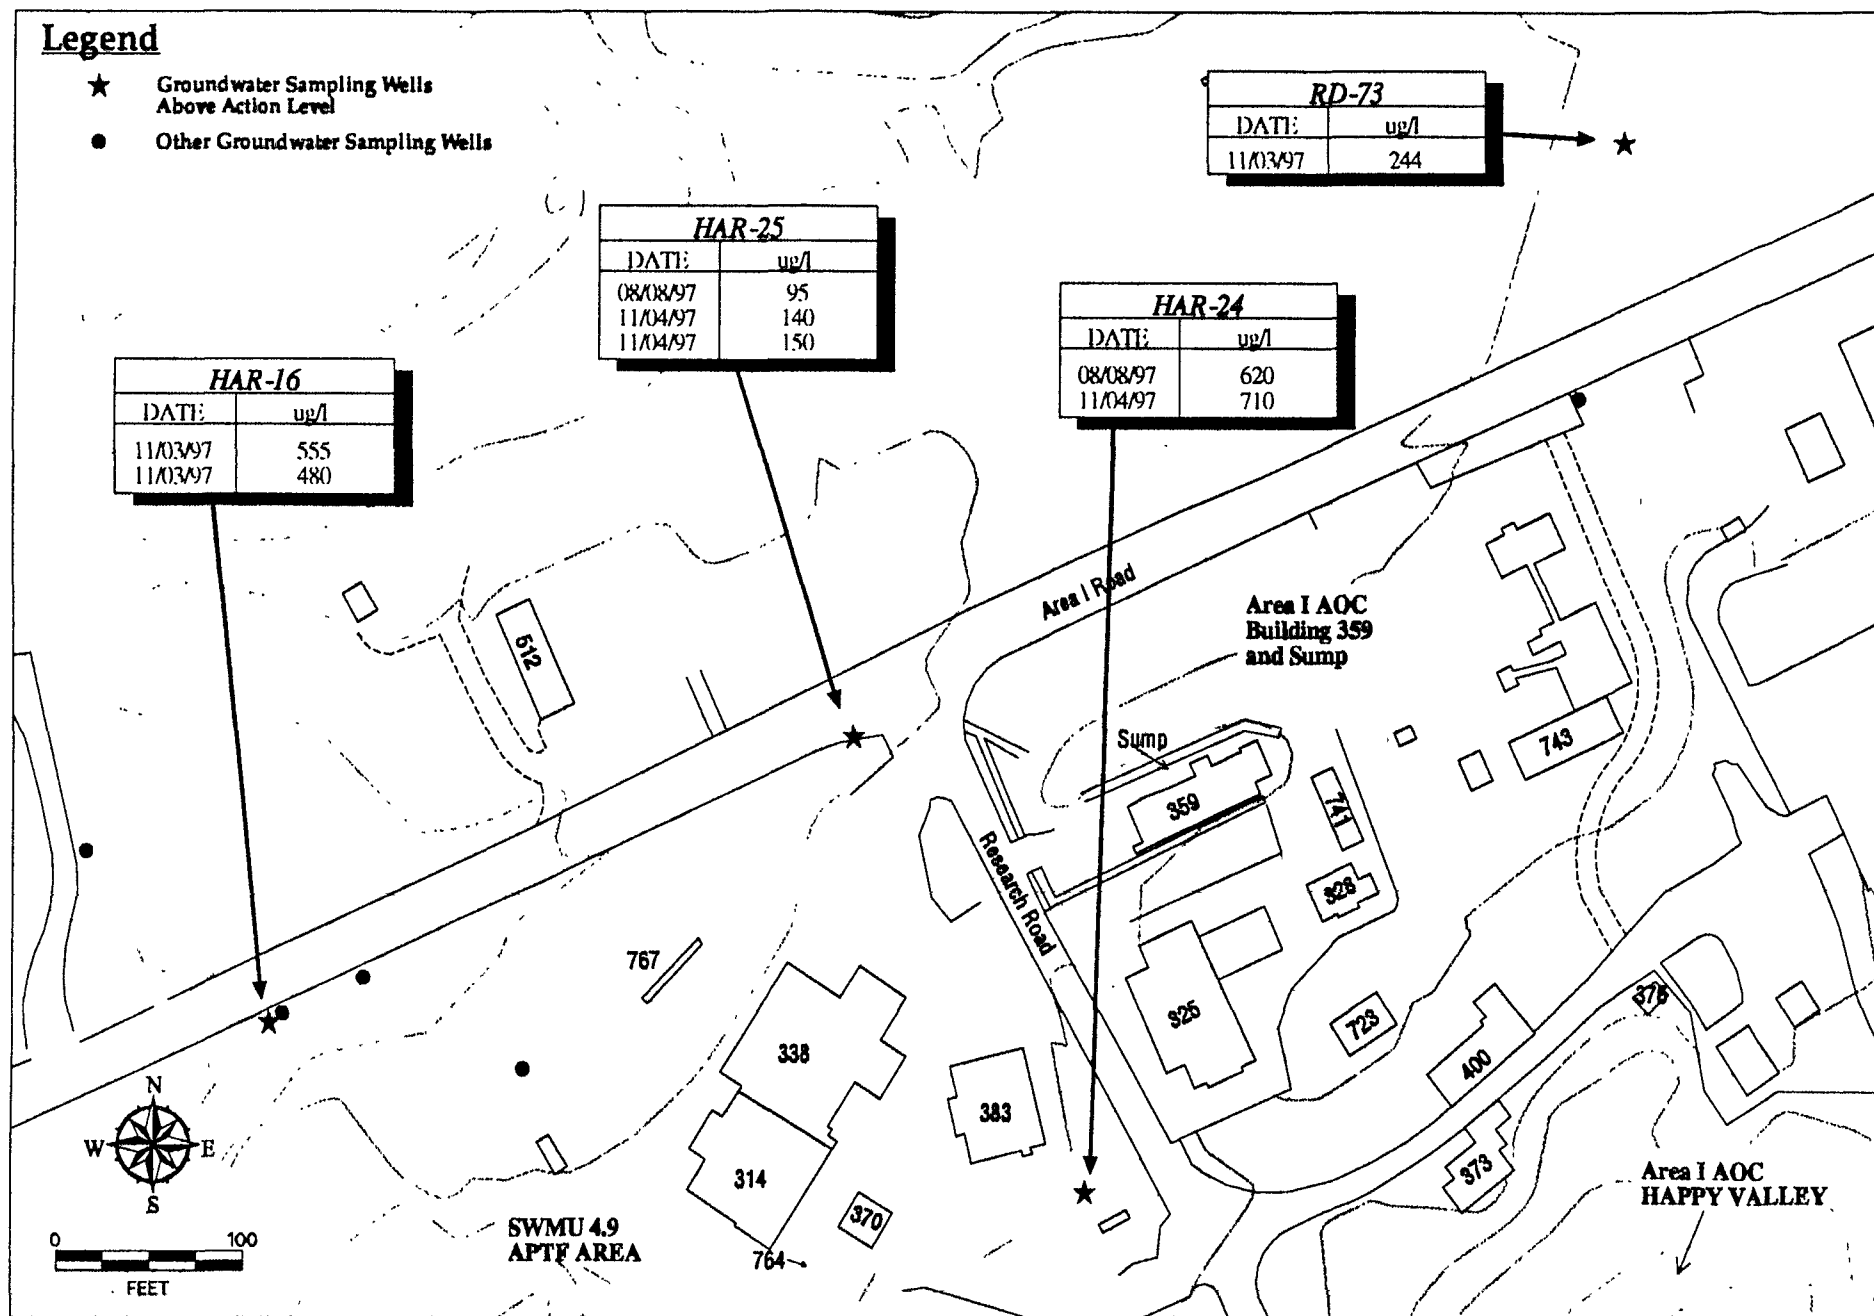 Legend
Groundwater Sampling Wells
Above Action Level
Other Groundwater Sampling Wells
RD-73
DATE ug/l
11/03/97 244
HAR-25
DATE ug/l
08/08/97 95
11/04/97 140
11/04/97 150
HAR-24
DATE ug/l
08/08/97 620
11/04/97 710
HAR-16
DATE ug/l
11/03/97 555
11/03/97 480
Area I Road
Area I AOC
Building 359
and Sump
512
Sump
359
741
743
328
Research Road
767
325
723
376
400
338
383
373
314
370
764
N
W E
S
0 100
FEET
SWMU 4.9
APTF AREA
Area I AOC
HAPPY VALLEY